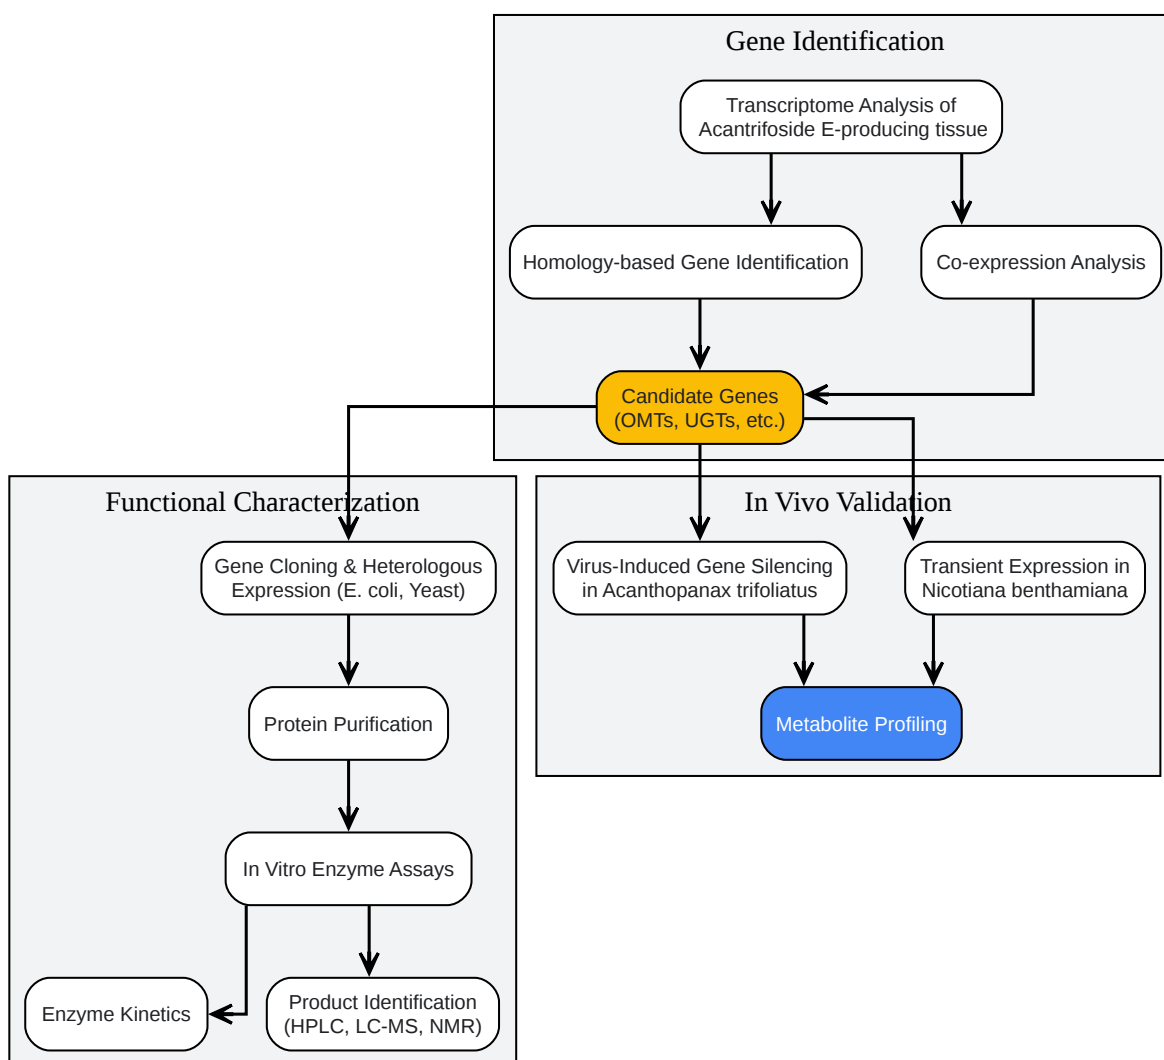 Gene Identification
Transcriptome Analysis of
Acantrifoside E-producing tissue
Homology-based Gene Identification
Co-expression Analysis
Candidate Genes
(OMTs, UGTs, etc.)
Functional Characterization
Gene Cloning & Heterologous
Expression (E. coli, Yeast)
Protein Purification
In Vitro Enzyme Assays
Enzyme Kinetics
Product Identification
(HPLC, LC-MS, NMR)
In Vivo Validation
Virus-Induced Gene Silencing
in Acanthopanax trifoliatus
Transient Expression in
Nicotiana benthamiana
Metabolite Profiling